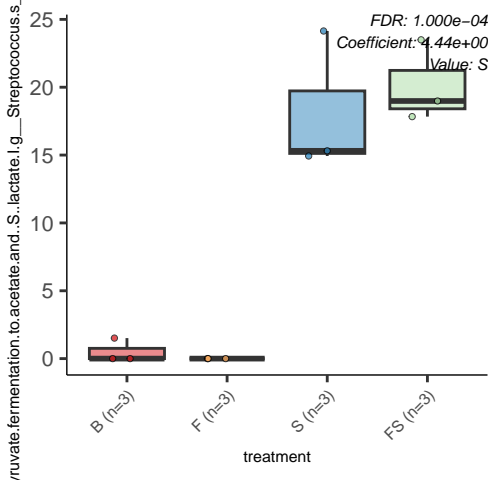 yruvate.fermentation.to.acetate.and..S..lactate.I.g__Streptococcus.s_
25
20
15
10
5
0
FDR: 1.000e−04
Coefficient: 4.44e+00
Value: S
B (n=3)
F (n=3)
S (n=3)
FS (n=3)
treatment